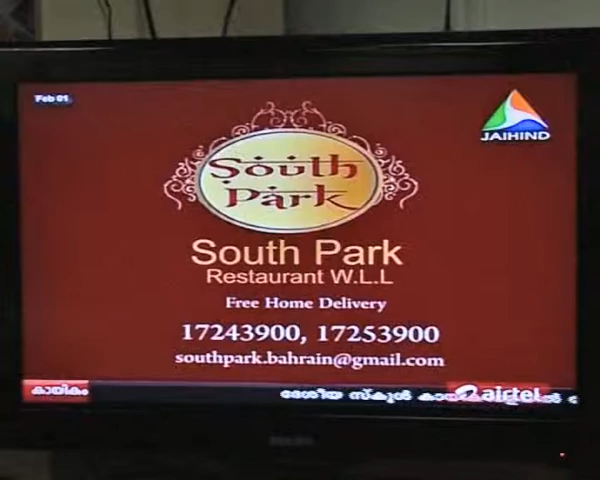 Feb 01
JAIHIND
South
Park
South Park
Restaurant W.L.L
Free Home Delivery
17243900, 17253900
southpark.bahrain@gmail.com
കായികം
ദേശീയ സ്കൂൾ
airtel